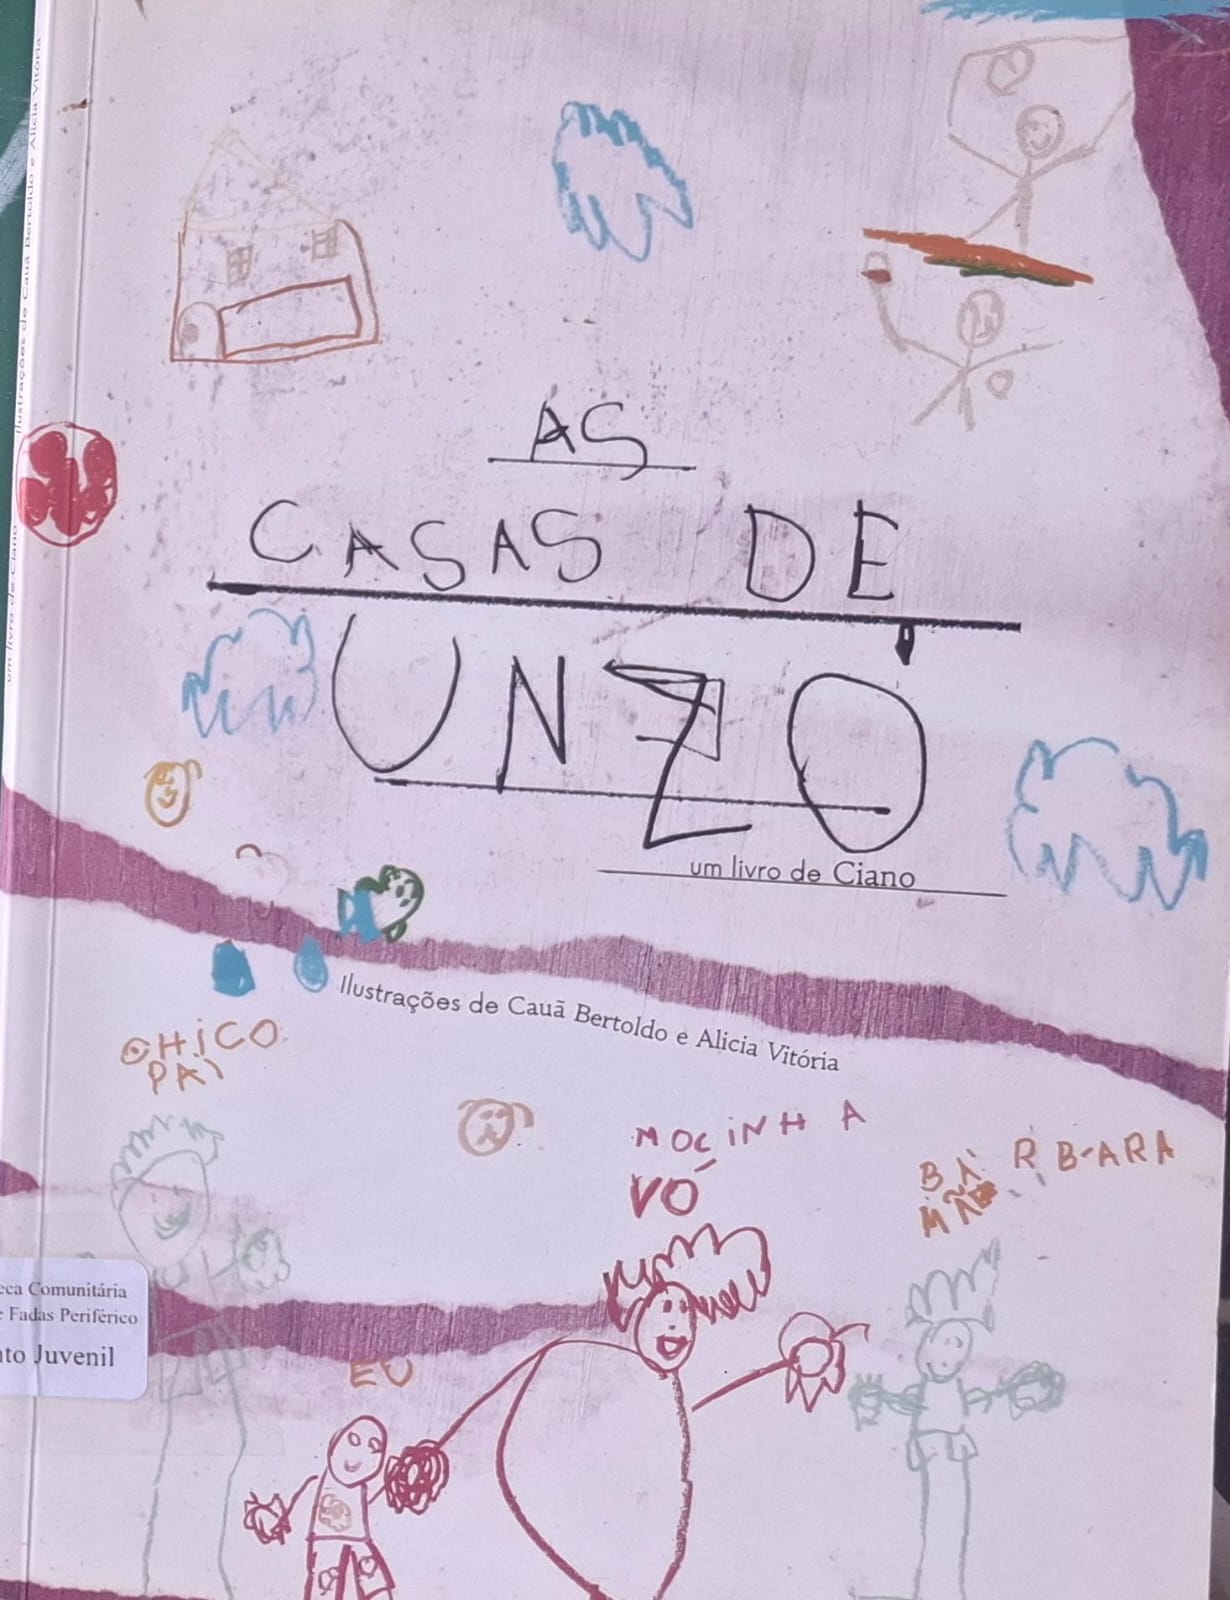 AS
CASAS DE
UNZO
um livro de Ciano
Ilustrações de Cauã Bertoldo e Alicia Vitória
CHICO
PAI
MOCINHA
VÓ
BÁRBARA
MÃE
EU
eca Comunitária
e Fadas Periférico
nto Juvenil
um livro de Ciano
Ilustrações de Cauã Bertoldo e Alicia Vitória